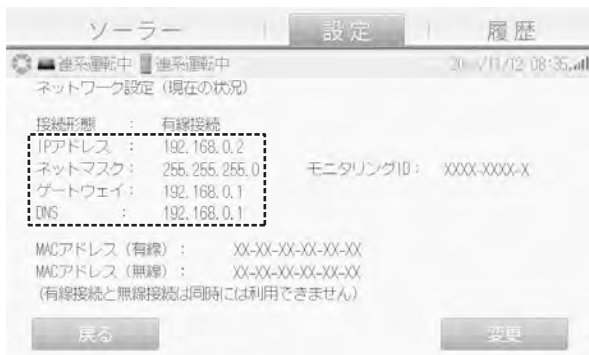 ソーラー 設定 履歴
連系運転中 連系運転中 08:35
ネットワーク設定（現在の状況）
接続形態 ： 有線接続
IPアドレス ： 192.168.0.2
ネットマスク： 255.255.255.0 モニタリングID： XXXX-XXXX-X
ゲートウェイ： 192.168.0.1
DNS ： 192.168.0.1
MACアドレス（有線）： XX-XX-XX-XX-XX-XX
MACアドレス（無線）： XX-XX-XX-XX-XX-XX
（有線接続と無線接続は同時には利用できません）
戻る 変更